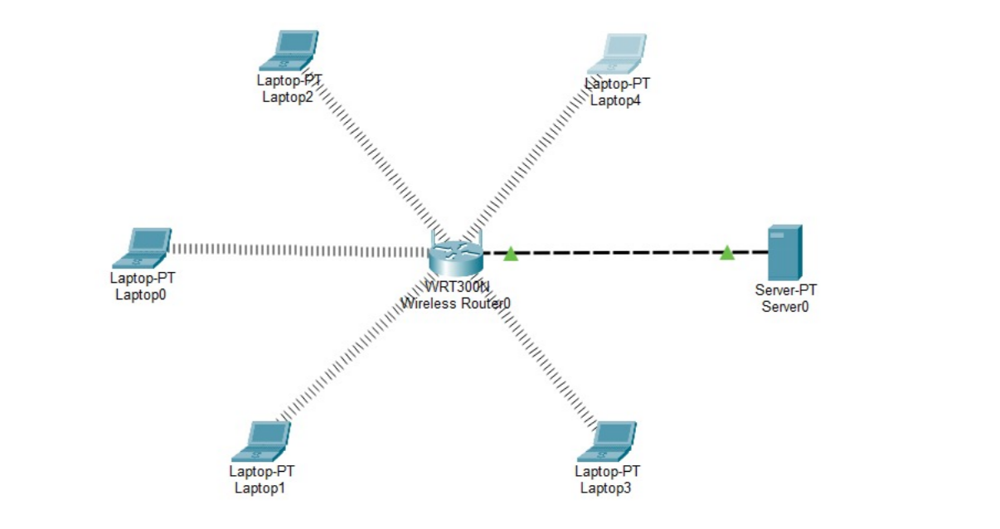 Laptop-PT
Laptop2
Laptop-PT
Laptop4
Laptop-PT
Laptop0
WRT300N
Wireless Router0
Server-PT
Server0
Laptop-PT
Laptop1
Laptop-PT
Laptop3